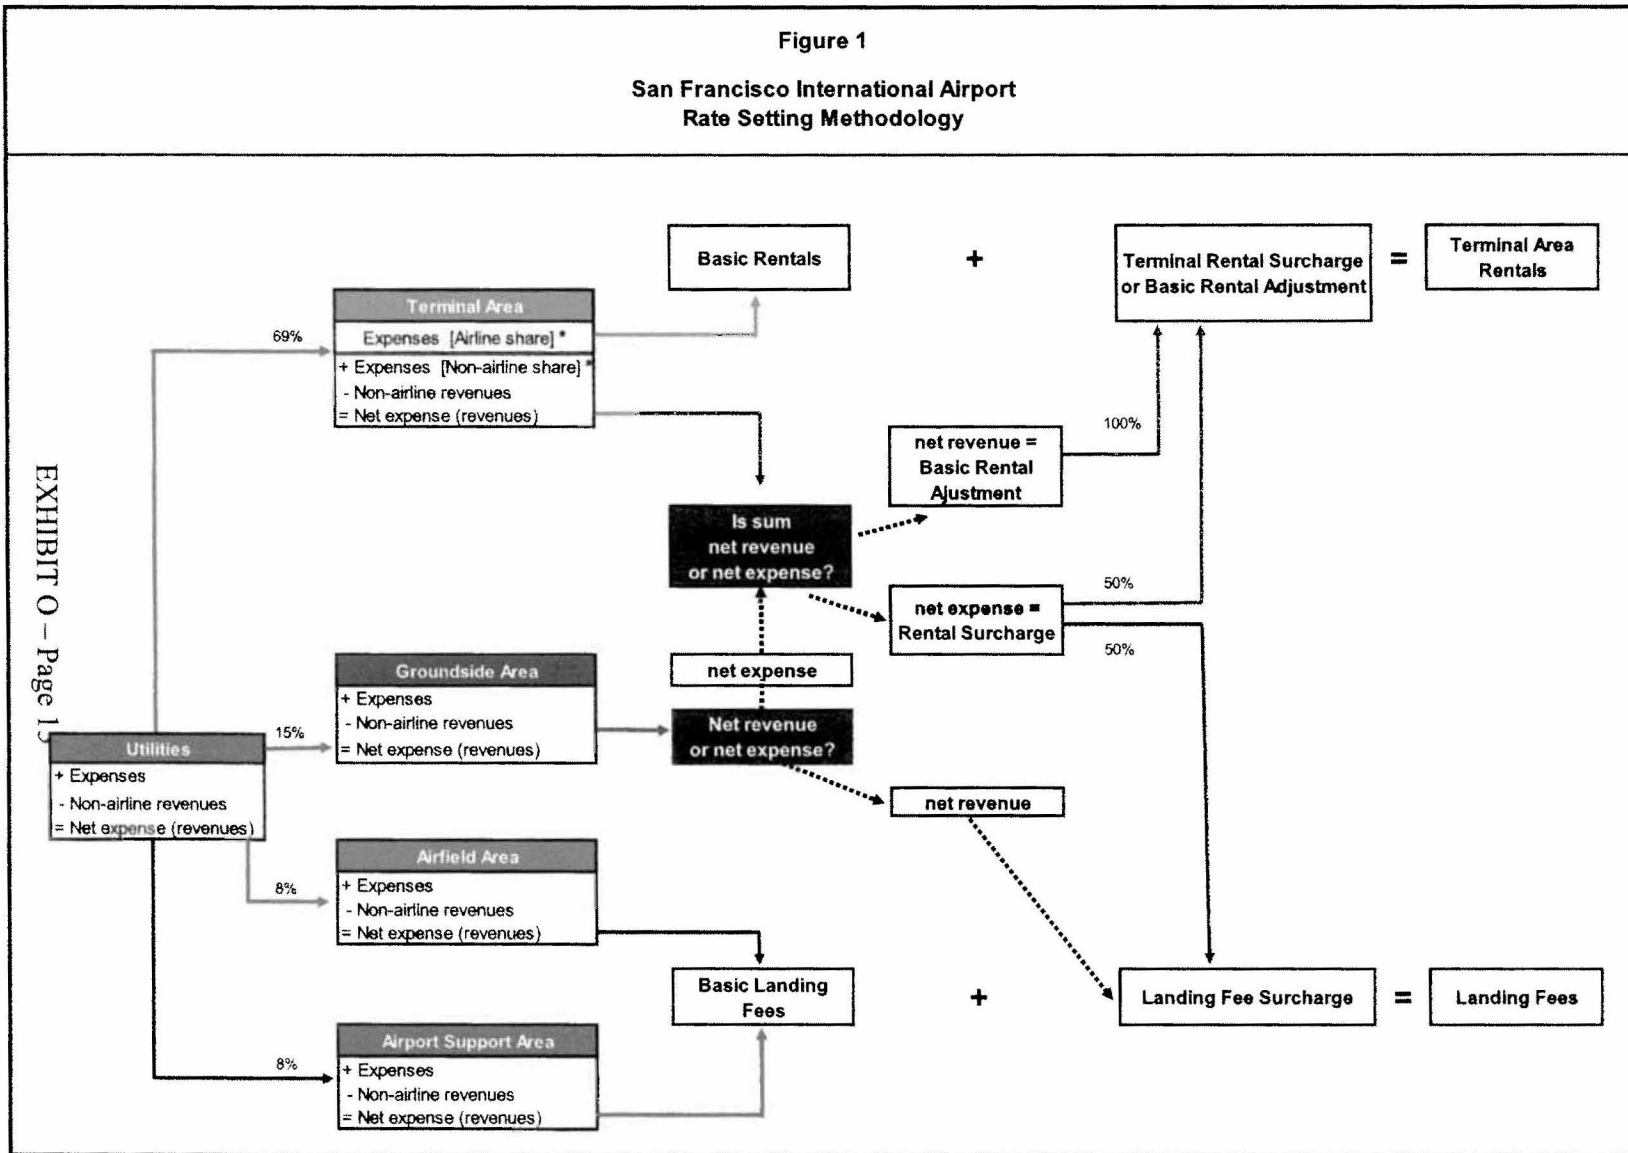 Figure 1
San Francisco International Airport
Rate Setting Methodology
Basic Rentals
+
Terminal Rental Surcharge
or Basic Rental Adjustment
=
Terminal Area
Rentals
Terminal Area
Expenses [Airline share] *
+ Expenses [Non-airline share] *
- Non-airline revenues
= Net expense (revenues)
69%
100%
net revenue =
Basic Rental
Ajustment
Is sum
net revenue
or net expense?
50%
net expense =
Rental Surcharge
50%
EXHIBIT O – Page
net expense
Groundside Area
+ Expenses
- Non-airline revenues
= Net expense (revenues)
Net revenue
or net expense?
15%
Utilities
+ Expenses
- Non-airline revenues
= Net expense (revenues)
net revenue
Airfield Area
+ Expenses
- Non-airline revenues
= Net expense (revenues)
8%
Basic Landing
Fees
+
Landing Fee Surcharge
=
Landing Fees
Airport Support Area
+ Expenses
- Non-airline revenues
= Net expense (revenues)
8%